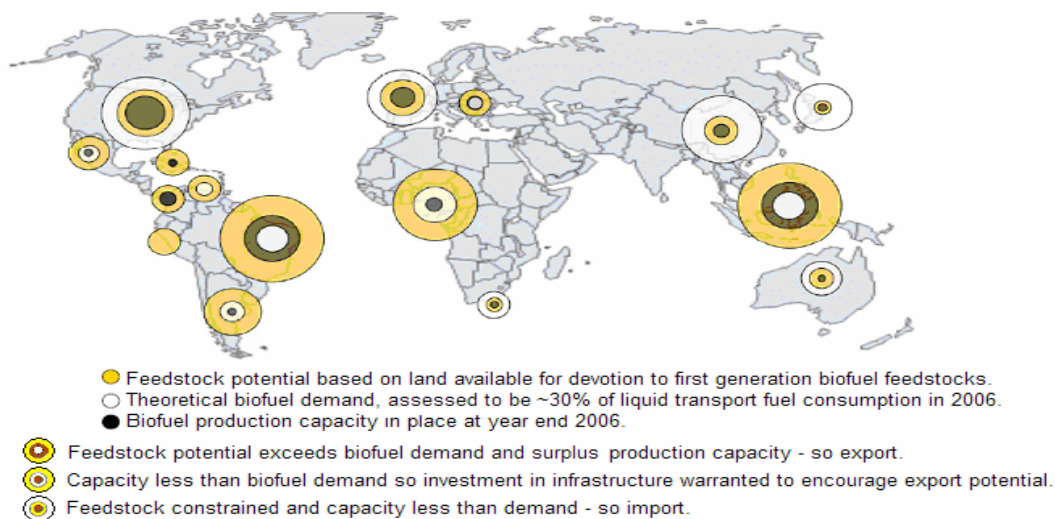 Feedstock potential based on land available for devotion to first generation biofuel feedstocks.
Theoretical biofuel demand, assessed to be ~30% of liquid transport fuel consumption in 2006.
Biofuel production capacity in place at year end 2006.
Feedstock potential exceeds biofuel demand and surplus production capacity - so export.
Capacity less than biofuel demand so investment in infrastructure warranted to encourage export potential.
Feedstock constrained and capacity less than demand - so import.